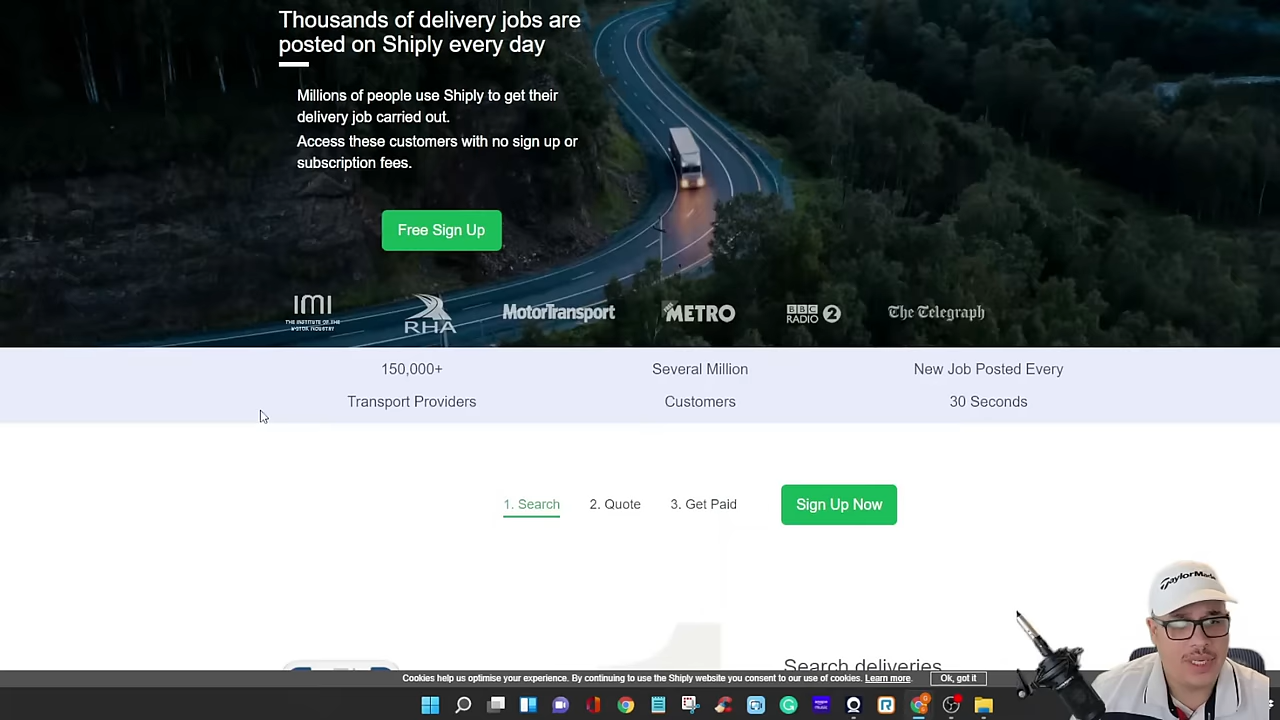 Thousands of delivery jobs are
posted on Shiply every day
Millions of people use Shiply to get their
delivery job carried out.
Access these customers with no sign up or
subscription fees.
Free Sign Up
IMI
THE INSTITUTE OF THE
MOTOR INDUSTRY
RHA
MotorTransport
METRO
BBC
RADIO 2
The Telegraph
150,000+
Transport Providers
Several Million
Customers
New Job Posted Every
30 Seconds
1. Search
2. Quote
3. Get Paid
Sign Up Now
Search deliveries
Cookies help us optimise your experience. By continuing to use the Shiply website you consent to our use of cookies. Learn more.
Ok, got it
TaylorMade